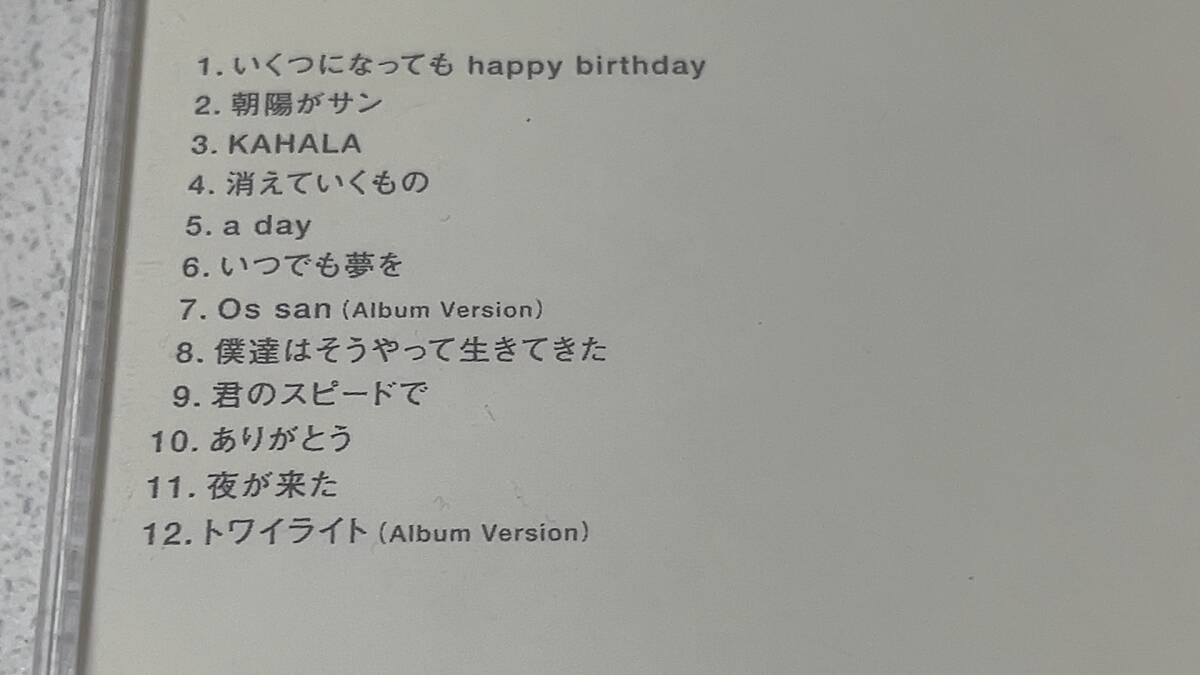 1. いくつになっても happy birthday
2. 朝陽がサン
3. KAHALA
4. 消えていくもの
5. a day
6. いつでも夢を
7. Os san (Album Version)
8. 僕達はそうやって生きてきた
9. 君のスピードで
10. ありがとう
11. 夜が来た
12. トワイライト (Album Version)